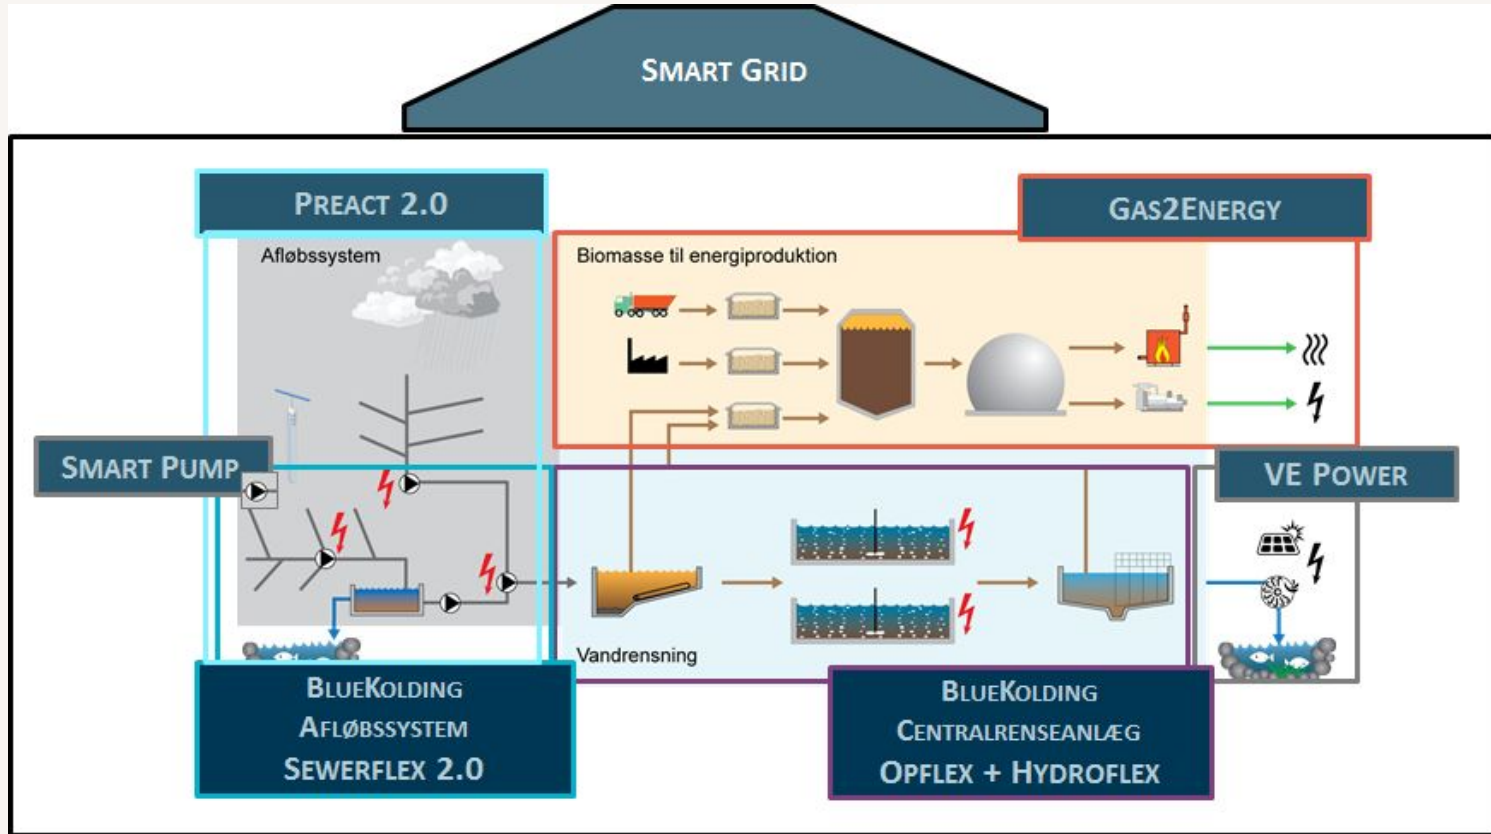 SMART GRID
PREACT 2.0
GAS2ENERGY
Afløbssystem
Biomasse til energiproduktion
SMART PUMP
VE POWER
Vandrensning
BLUEKOLDING
AFLØBSSYSTEM
SEWERFLEX 2.0
BLUEKOLDING
CENTRALRENSEANLÆG
OPFLEX + HYDROFLEX